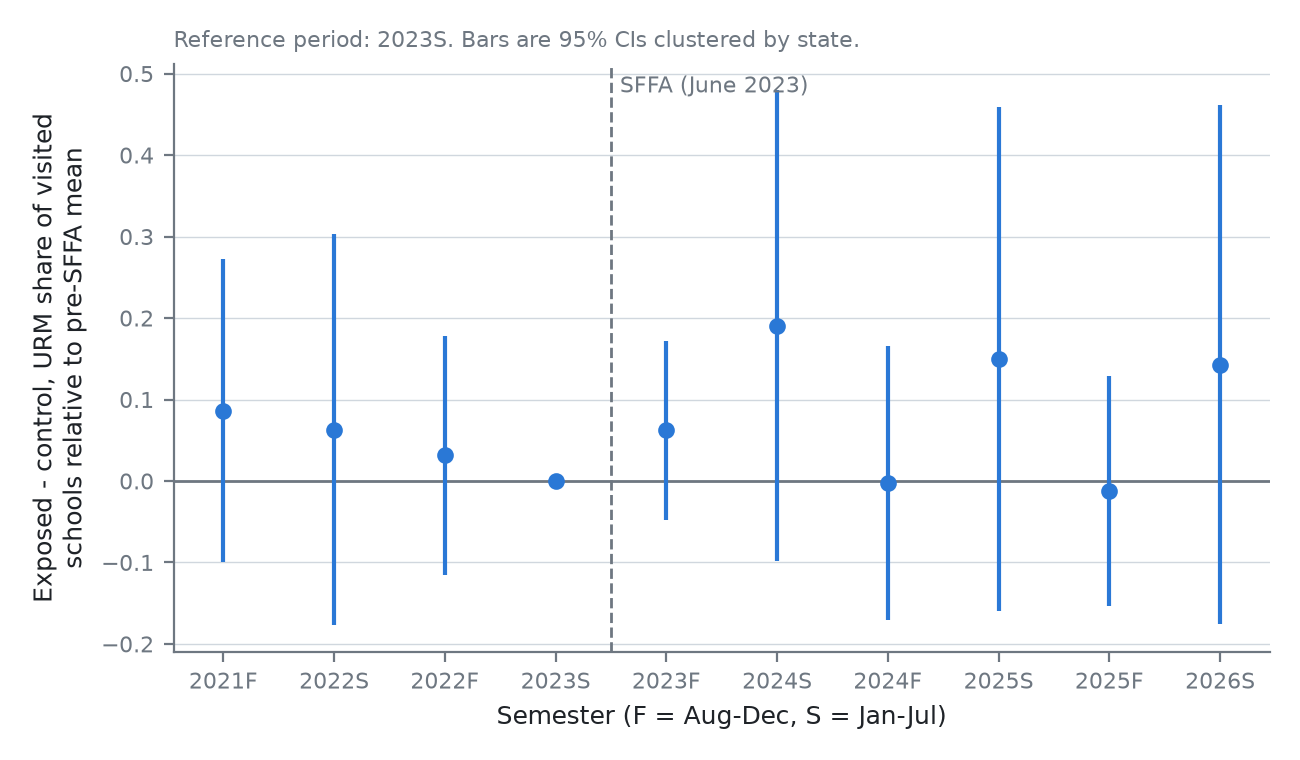 Reference period: 2023S. Bars are 95% CIs clustered by state.
SFFA (June 2023)
Exposed - control, URM share of visited
schools relative to pre-SFFA mean
0.5
0.4
0.3
0.2
0.1
0.0
−0.1
−0.2
2021F 2022S 2022F 2023S 2023F 2024S 2024F 2025S 2025F 2026S
Semester (F = Aug-Dec, S = Jan-Jul)